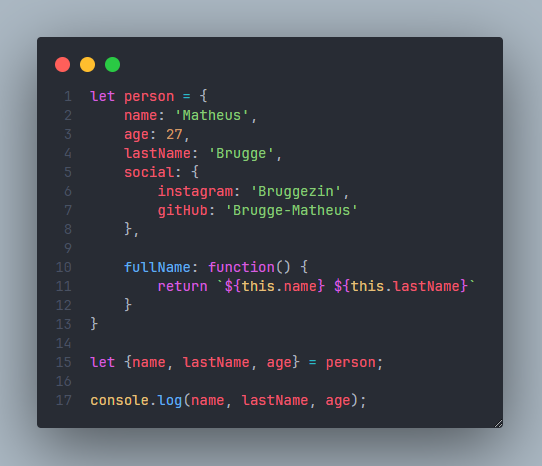 1 let person = {
2     name: 'Matheus',
3     age: 27,
4     lastName: 'Brugge',
5     social: {
6         instagram: 'Bruggezin',
7         gitHub: 'Brugge-Matheus'
8     },
9
10     fullName: function() {
11         return `${this.name} ${this.lastName}`
12     }
13 }
14
15 let {name, lastName, age} = person;
16
17 console.log(name, lastName, age);